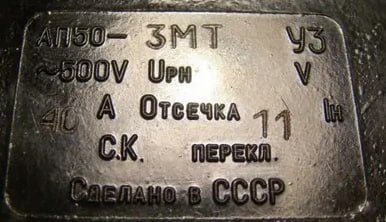 АП50-3МТ У3
~500V Uрн V
40 А Отсечка 11 Iн
С.К. перекл.
Сделано в СССР